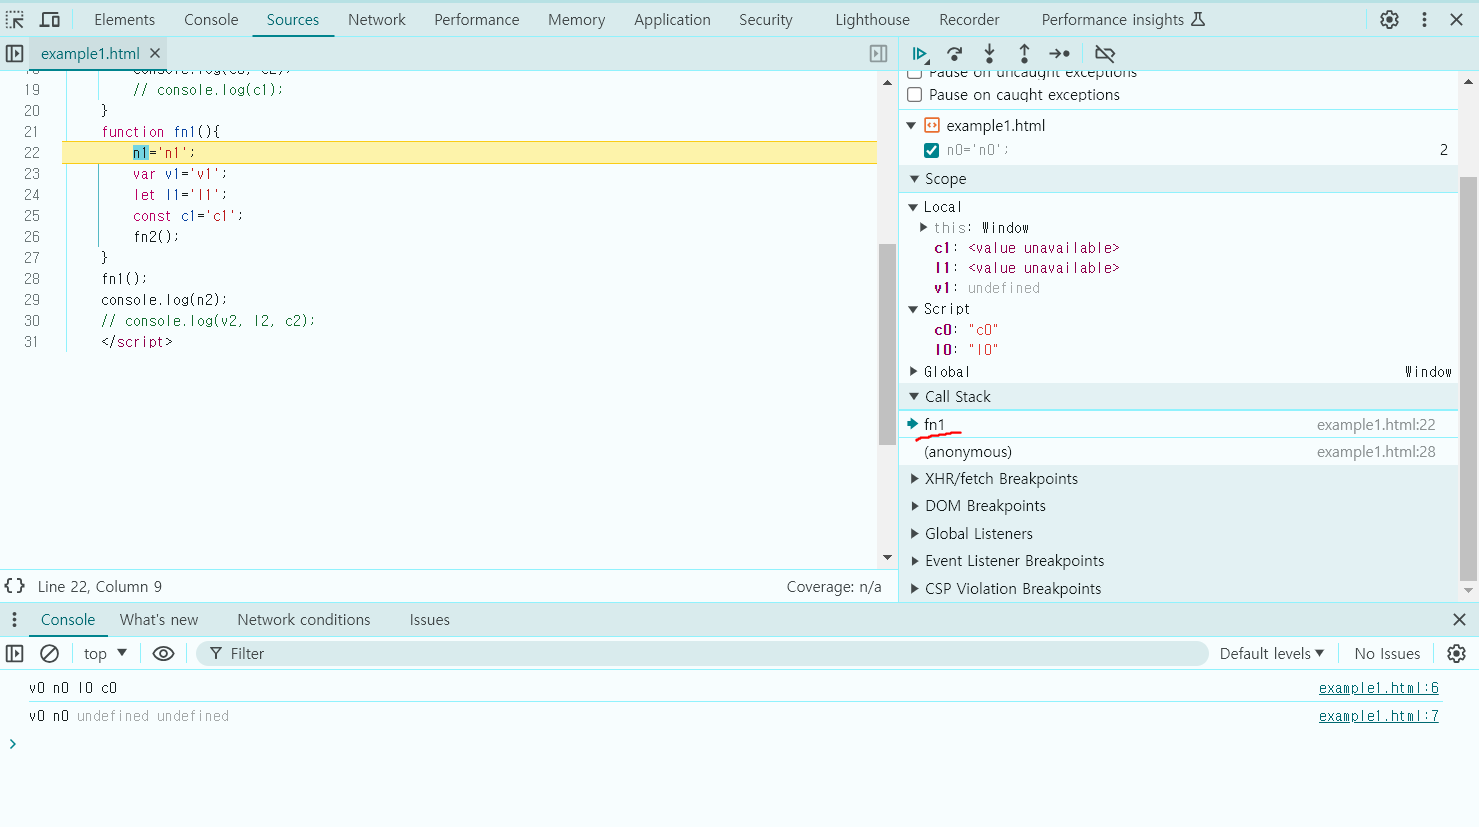 Elements Console Sources Network Performance Memory Application Security Lighthouse Recorder Performance insights
example1.html
18 console.log(c0, c2);
19 // console.log(c1);
20 }
21 function fn1(){
22 n1='n1';
23 var v1='v1';
24 let l1='l1';
25 const c1='c1';
26 fn2();
27 }
28 fn1();
29 console.log(n2);
30 // console.log(v2, l2, c2);
31 </script>
{} Line 22, Column 9 Coverage: n/a
Pause on uncaught exceptions
Pause on caught exceptions
example1.html
n0='n0'; 2
Scope
Local
this: Window
c1: <value unavailable>
l1: <value unavailable>
v1: undefined
Script
c0: "c0"
l0: "l0"
Global Window
Call Stack
fn1 example1.html:22
(anonymous) example1.html:28
XHR/fetch Breakpoints
DOM Breakpoints
Global Listeners
Event Listener Breakpoints
CSP Violation Breakpoints
Console What's new Network conditions Issues
top Filter Default levels No Issues
v0 n0 l0 c0 example1.html:6
v0 n0 undefined undefined example1.html:7